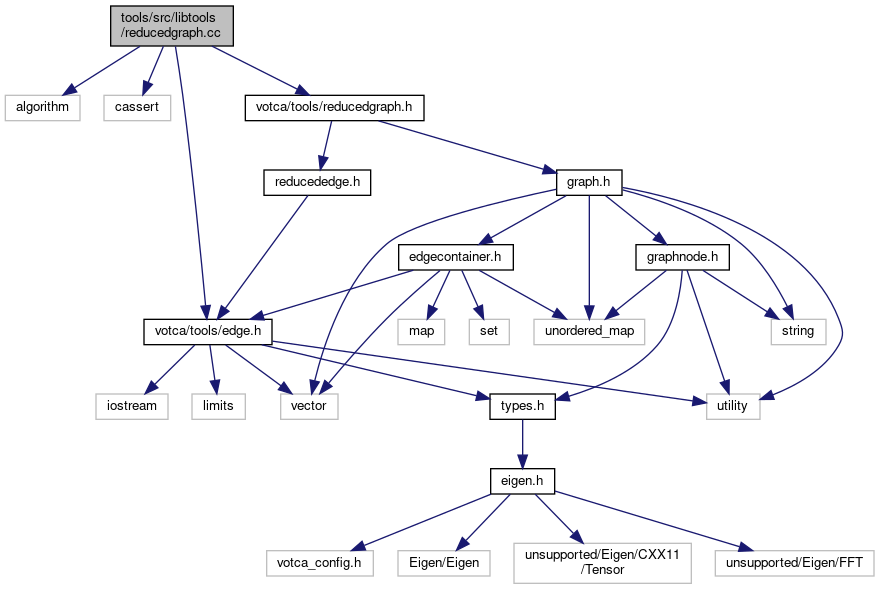 tools/src/libtools
/reducedgraph.cc
algorithm
cassert
votca/tools/reducedgraph.h
reducededge.h
graph.h
edgecontainer.h
graphnode.h
votca/tools/edge.h
map
set
unordered_map
string
iostream
limits
vector
types.h
utility
eigen.h
votca_config.h
Eigen/Eigen
unsupported/Eigen/CXX11
/Tensor
unsupported/Eigen/FFT